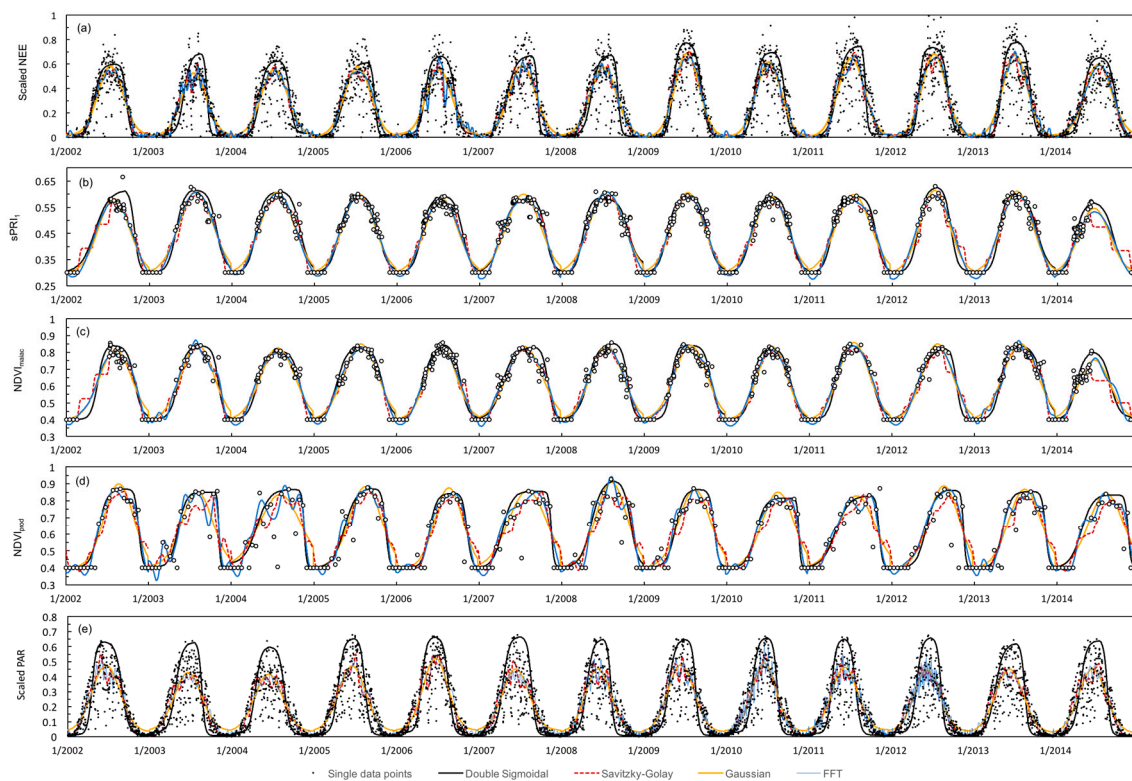 (a)
Scaled NEE
1
0.8
0.6
0.4
0.2
0
1/2002 1/2003 1/2004 1/2005 1/2006 1/2007 1/2008 1/2009 1/2010 1/2011 1/2012 1/2013 1/2014
(b)
sPRI1
0.65
0.55
0.45
0.35
0.25
1/2002 1/2003 1/2004 1/2005 1/2006 1/2007 1/2008 1/2009 1/2010 1/2011 1/2012 1/2013 1/2014
(c)
NDVImaiac
1
0.9
0.8
0.7
0.6
0.5
0.4
0.3
1/2002 1/2003 1/2004 1/2005 1/2006 1/2007 1/2008 1/2009 1/2010 1/2011 1/2012 1/2013 1/2014
(d)
NDVIpod
1
0.9
0.8
0.7
0.6
0.5
0.4
0.3
1/2002 1/2003 1/2004 1/2005 1/2006 1/2007 1/2008 1/2009 1/2010 1/2011 1/2012 1/2013 1/2014
(e)
Scaled PAR
0.8
0.7
0.6
0.5
0.4
0.3
0.2
0.1
0
1/2002 1/2003 1/2004 1/2005 1/2006 1/2007 1/2008 1/2009 1/2010 1/2011 1/2012 1/2013 1/2014
Single data points Double Sigmoidal Savitzky-Golay Gaussian FFT